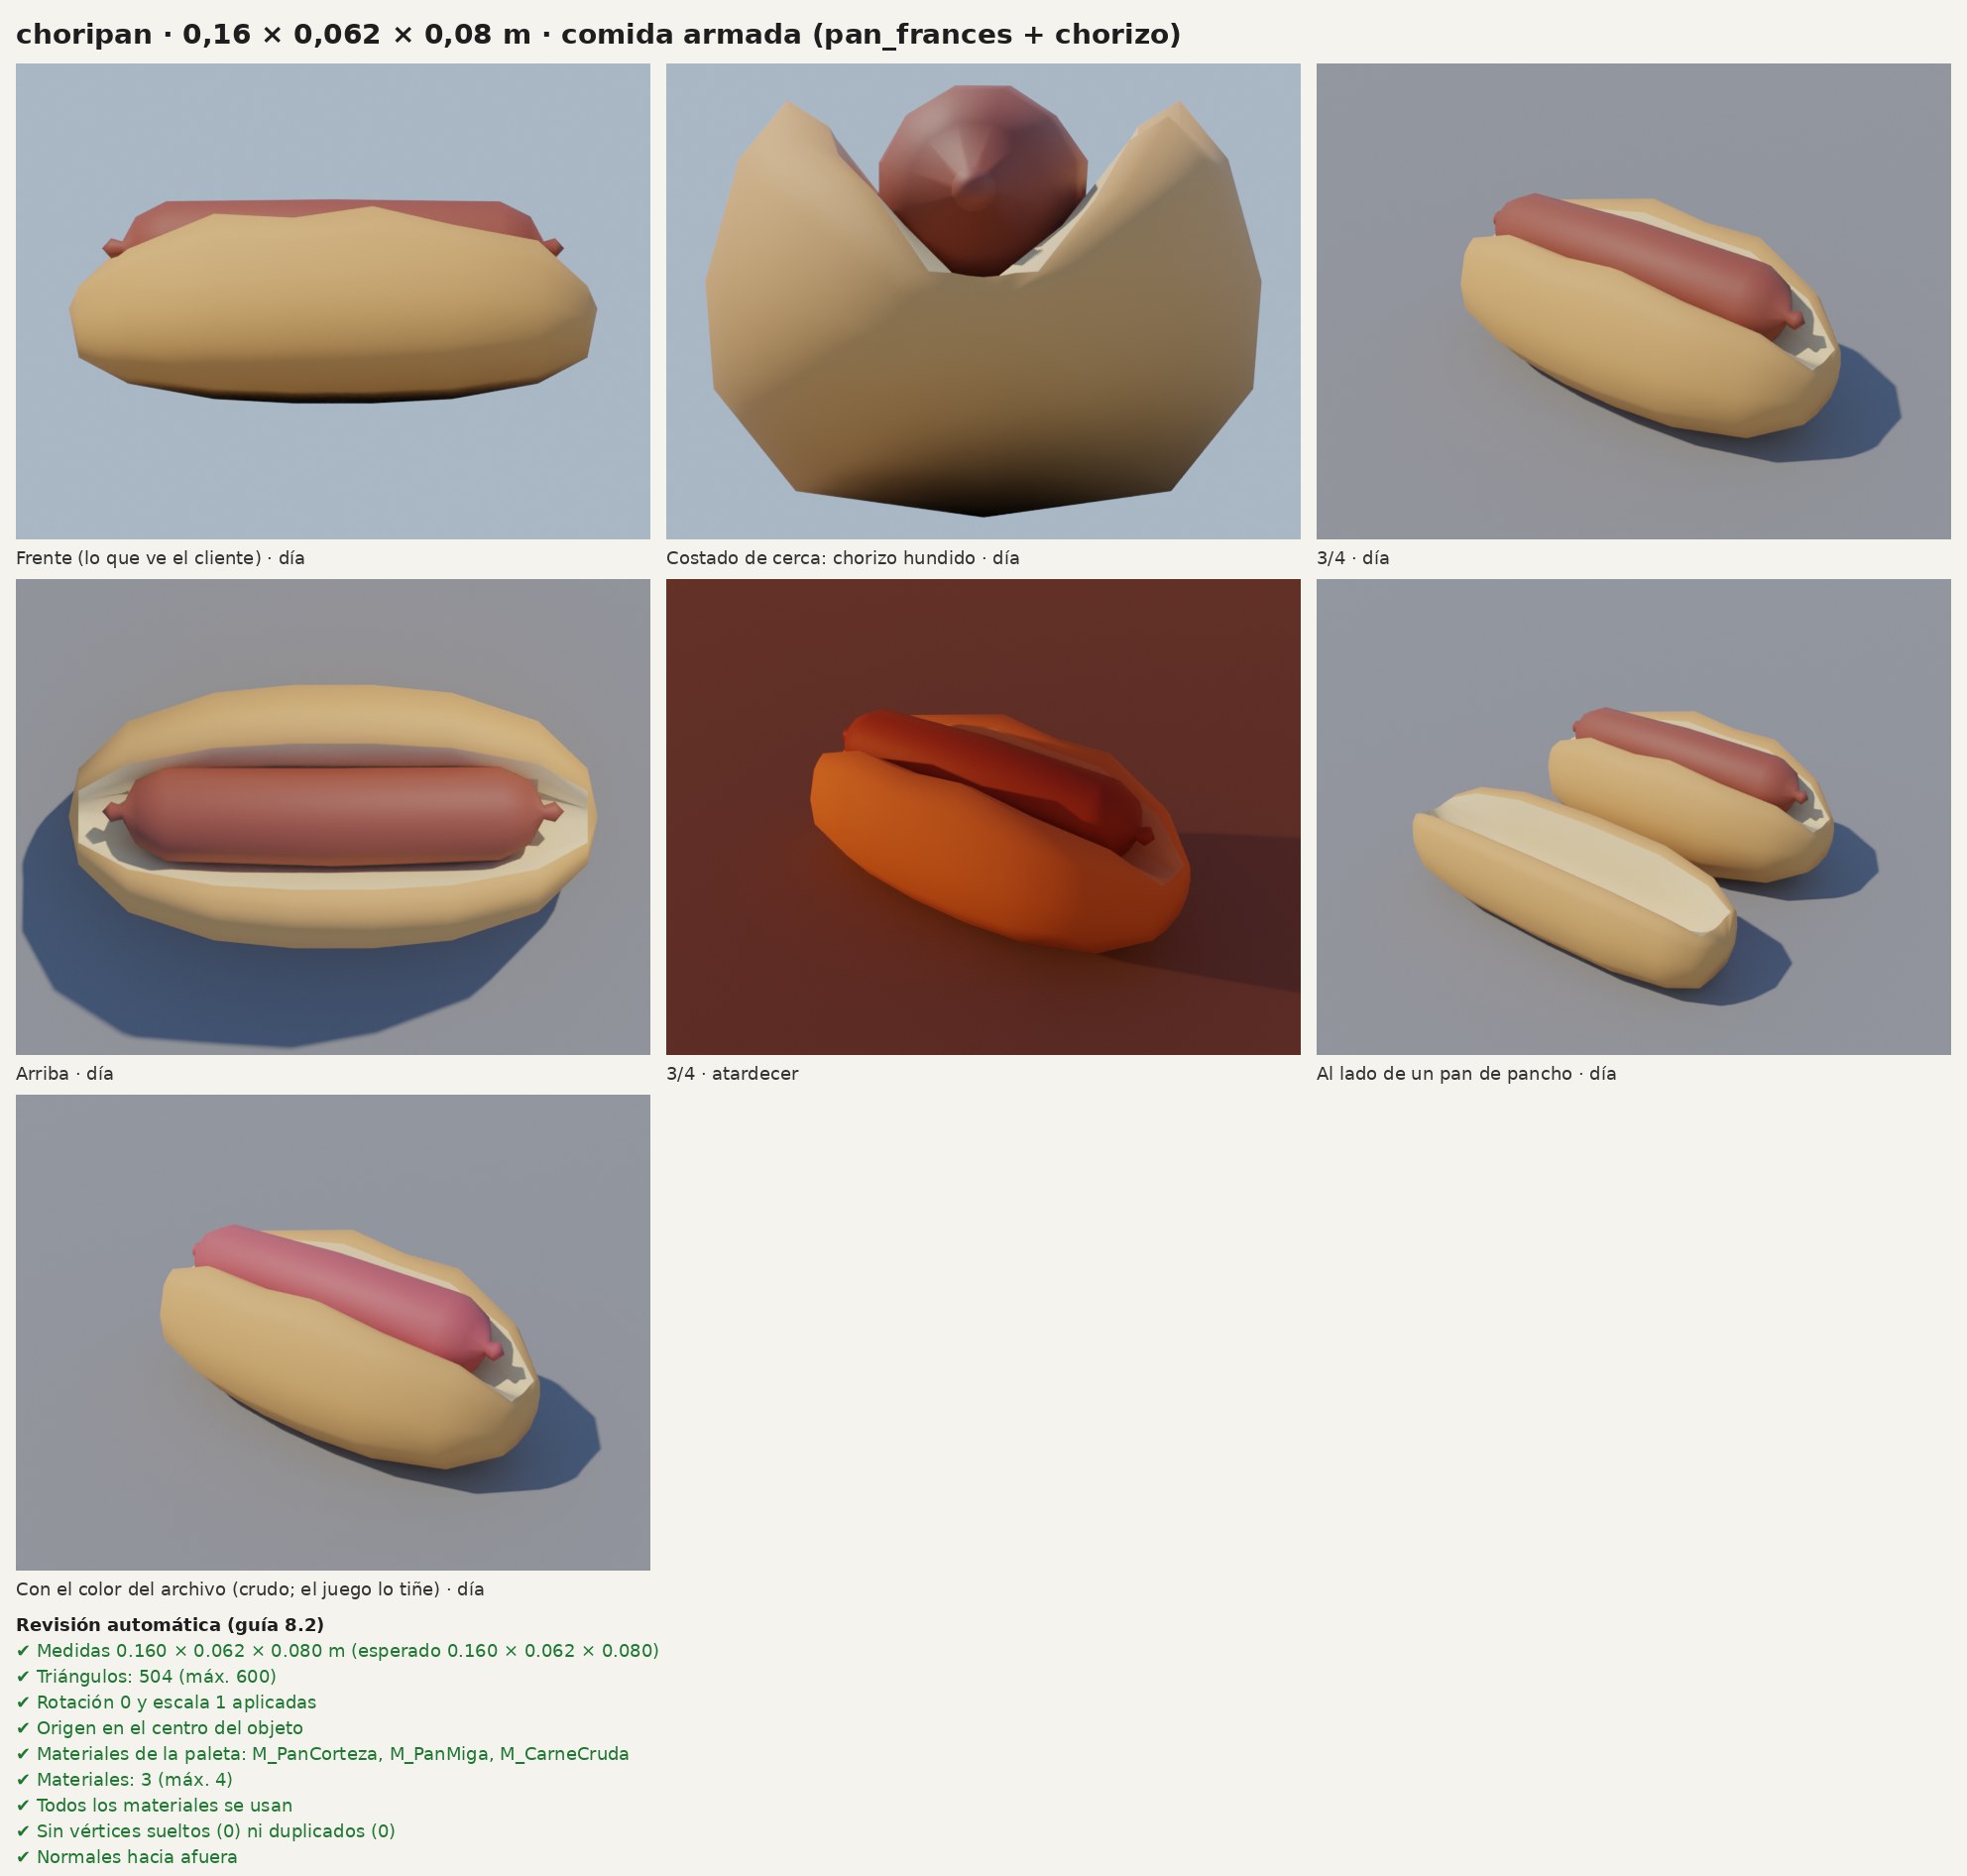 choripan · 0,16 × 0,062 × 0,08 m · comida armada (pan_frances + chorizo)
Frente (lo que ve el cliente) · día
Costado de cerca: chorizo hundido · día
3/4 · día
Arriba · día
3/4 · atardecer
Al lado de un pan de pancho · día
Con el color del archivo (crudo; el juego lo tiñe) · día
Revisión automática (guía 8.2)
✔ Medidas 0.160 × 0.062 × 0.080 m (esperado 0.160 × 0.062 × 0.080)
✔ Triángulos: 504 (máx. 600)
✔ Rotación 0 y escala 1 aplicadas
✔ Origen en el centro del objeto
✔ Materiales de la paleta: M_PanCorteza, M_PanMiga, M_CarneCruda
✔ Materiales: 3 (máx. 4)
✔ Todos los materiales se usan
✔ Sin vértices sueltos (0) ni duplicados (0)
✔ Normales hacia afuera